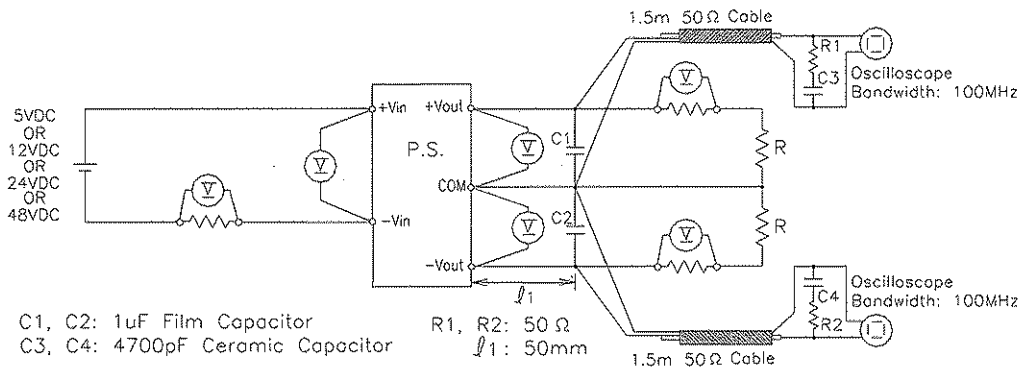 1.5m 50Ω Cable
R1
C3
Oscilloscope
Bandwidth: 100MHz
5VDC
OR
12VDC
OR
24VDC
OR
48VDC
V
+Vin
-Vin
P.S.
+Vout
COM
-Vout
V
V
C1
C2
V
V
R
R
V
ℓ1
C4
R2
Oscilloscope
Bandwidth: 100MHz
1.5m 50Ω Cable
C1, C2: 1uF Film Capacitor
C3, C4: 4700pF Ceramic Capacitor
R1, R2: 50 Ω
ℓ1: 50mm